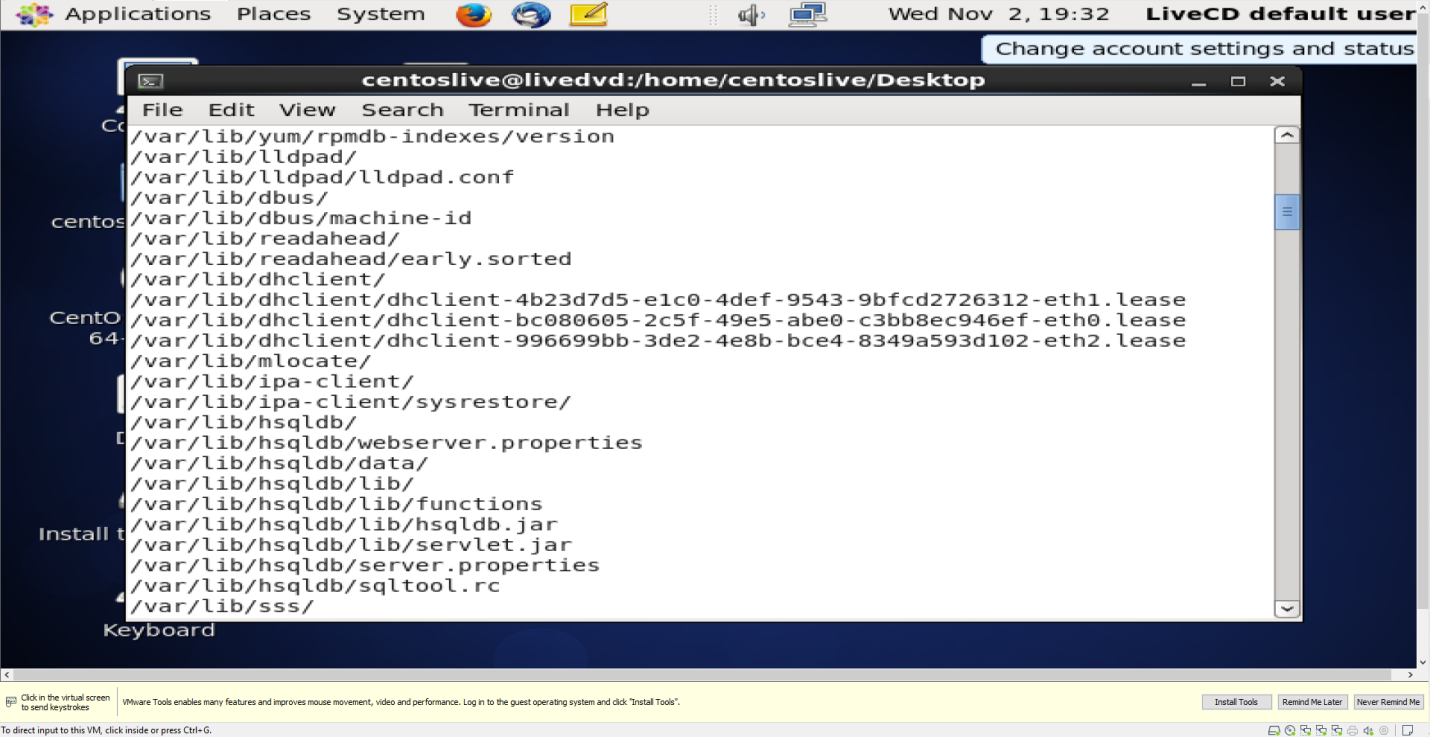 Applications Places System Wed Nov 2, 19:32 LiveCD default user
Change account settings and status
centoslive@livedvd:/home/centoslive/Desktop
File Edit View Search Terminal Help
/var/lib/yum/rpmdb-indexes/version
/var/lib/lldpad/
/var/lib/lldpad/lldpad.conf
/var/lib/dbus/
/var/lib/dbus/machine-id
/var/lib/readahead/
/var/lib/readahead/early.sorted
/var/lib/dhclient/
/var/lib/dhclient/dhclient-4b23d7d5-e1c0-4def-9543-9bfcd2726312-eth1.lease
/var/lib/dhclient/dhclient-bc080605-2c5f-49e5-abe0-c3bb8ec946ef-eth0.lease
/var/lib/dhclient/dhclient-996699bb-3de2-4e8b-bce4-8349a593d102-eth2.lease
/var/lib/mlocate/
/var/lib/ipa-client/
/var/lib/ipa-client/sysrestore/
/var/lib/hsqldb/
/var/lib/hsqldb/webserver.properties
/var/lib/hsqldb/data/
/var/lib/hsqldb/lib/
/var/lib/hsqldb/lib/functions
/var/lib/hsqldb/lib/hsqldb.jar
/var/lib/hsqldb/lib/servlet.jar
/var/lib/hsqldb/server.properties
/var/lib/hsqldb/sqltool.rc
/var/lib/sss/
centos
CentO
64-
Install t
Keyboard
Click in the virtual screen
to send keystrokes
VMware Tools enables many features and improves mouse movement, video and performance. Log in to the guest operating system and click "Install Tools".
Install Tools Remind Me Later Never Remind Me
To direct input to this VM, click inside or press Ctrl+G.